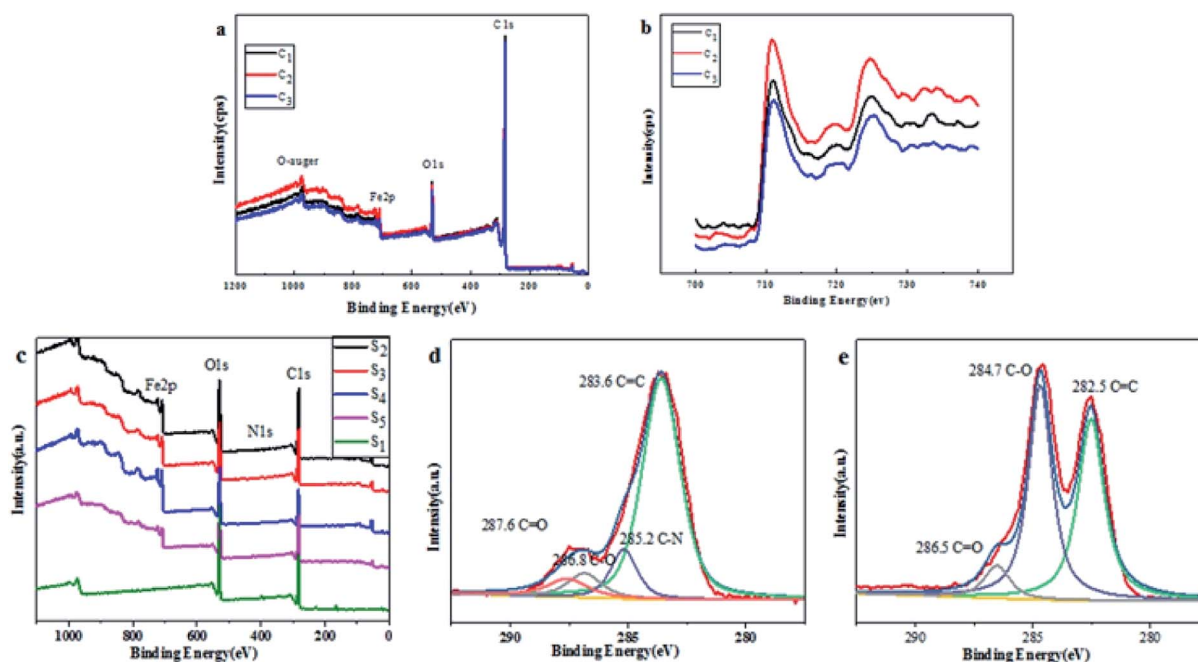 a
C1s
C₁
C₂
C₃
O-auger
Fe2p
O1s
Intensity(cps)
1200 1000 800 600 400 200 0
Binding Energy(eV)
b
C₁
C₂
C₃
Intensity(cps)
700 710 720 730 740
Binding Energy(ev)
c
S₂
S₃
S₄
S₅
S₁
Fe2p
O1s
N1s
C1s
Intensity(a.u.)
1000 800 600 400 200 0
Binding Energy(eV)
d
283.6 C=C
287.6 C=O
285.2 C-N
286.8 C-O
Intensity(a.u.)
290 285 280
Binding Energy(eV)
e
284.7 C-O
282.5 C=C
286.5 C=O
Intensity(a.u.)
290 285 280
Binding Energy(eV)